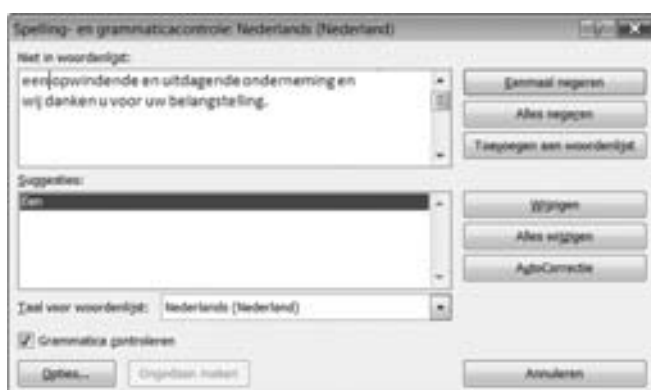 Spelling- en grammaticacontrole: Nederlands (Nederland)
Niet in woordenlijst:
een opwindende en uitdagende onderneming en
wij danken u voor uw belangstelling.
Eenmaal negeren
Alles negeren
Toevoegen aan woordenlijst
Suggesties:
Een
Wijzigen
Alles wijzigen
AutoCorrectie
Taal voor woordenlijst: Nederlands (Nederland)
Grammatica controleren
Opties... Ongedaan maken Annuleren